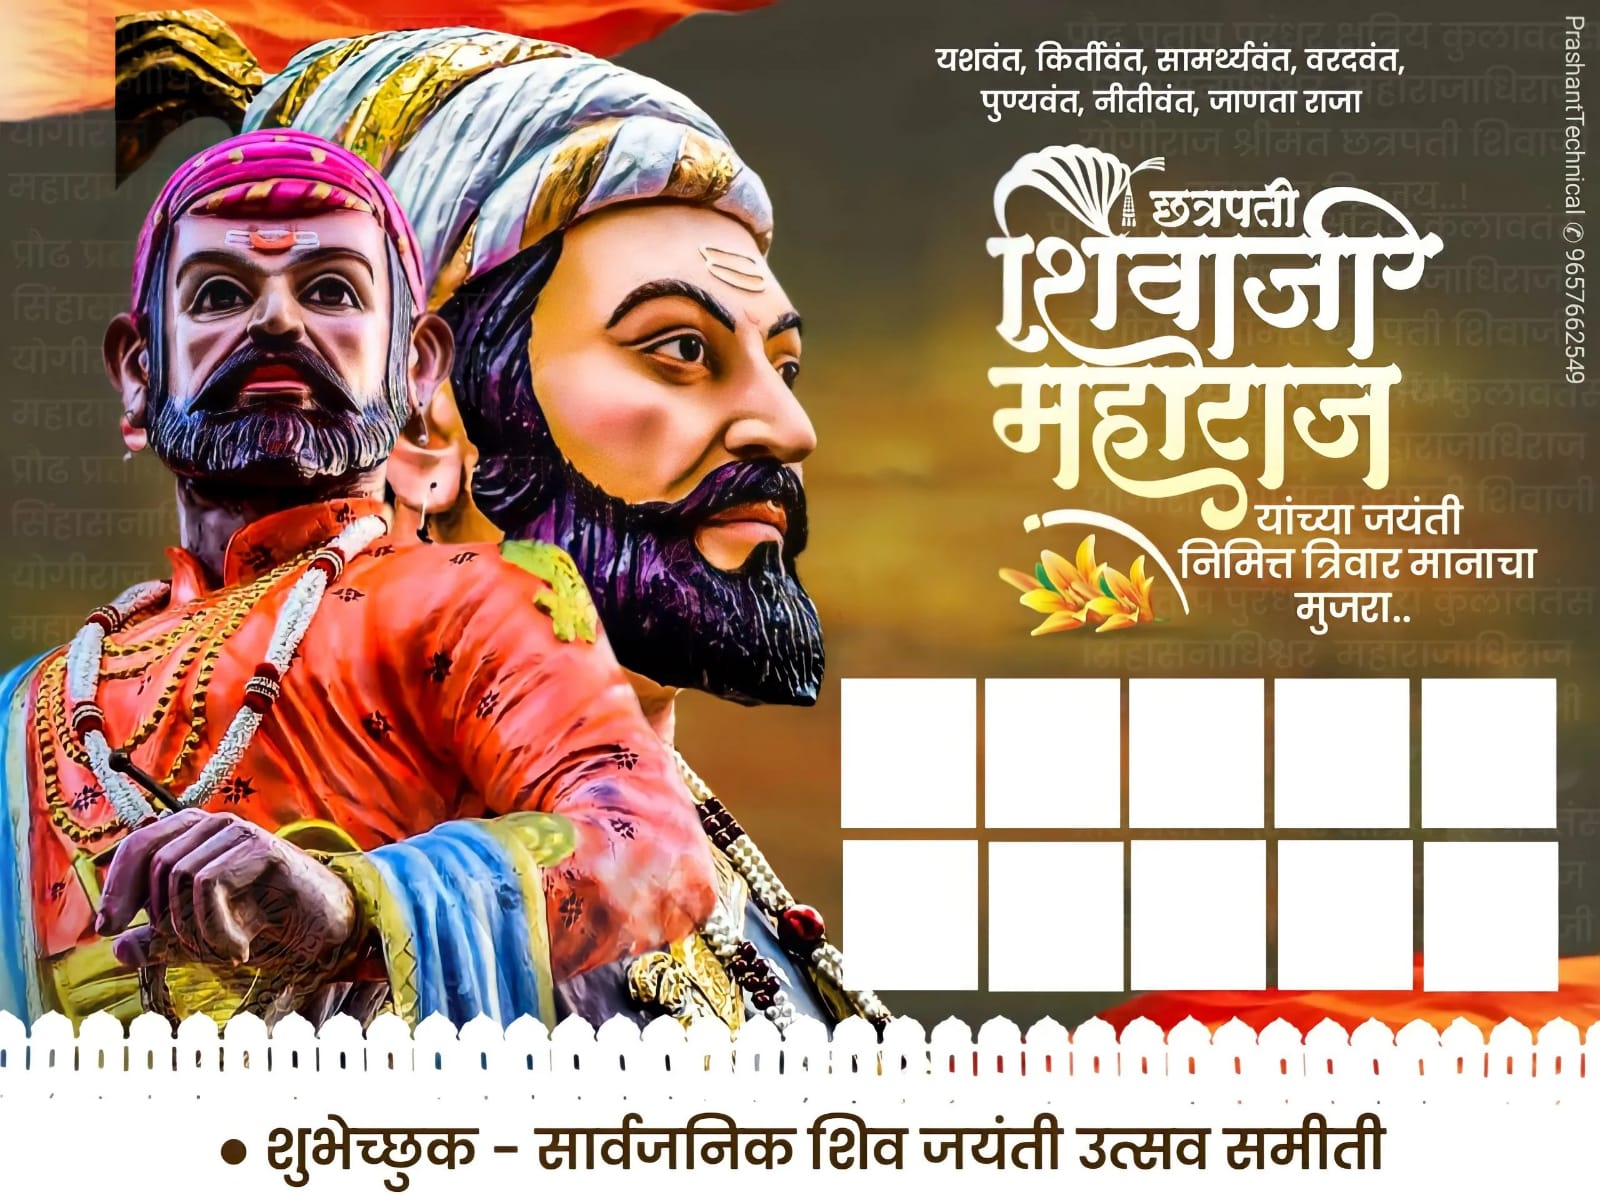 यशवंत, किर्तीवंत, सामर्थ्यवंत, वरदवंत,
पुण्यवंत, नीतीवंत, जाणता राजा
छत्रपती
शिवाजी
महाराज
यांच्या जयंती
निमित्त त्रिवार मानाचा
मुजरा..
PrashantTechnical ✆ 9657662549
• शुभेच्छुक - सार्वजनिक शिव जयंती उत्सव समीती